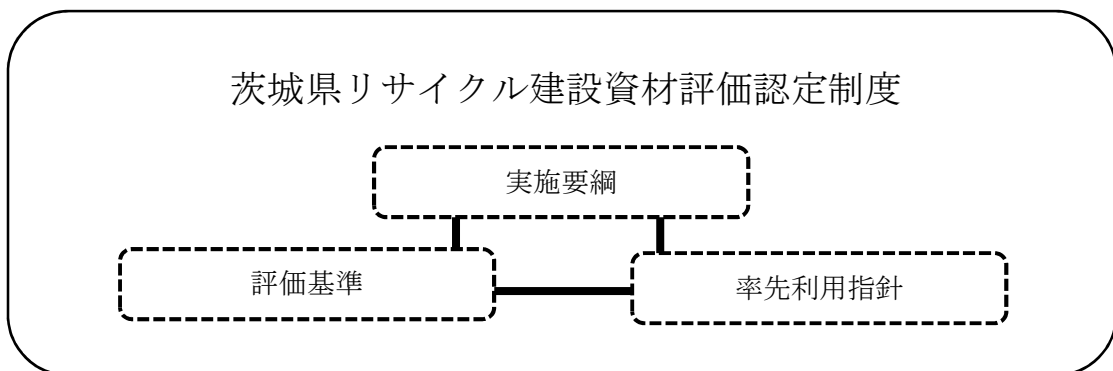 茨城県リサイクル建設資材評価認定制度
実施要綱
評価基準
率先利用指針